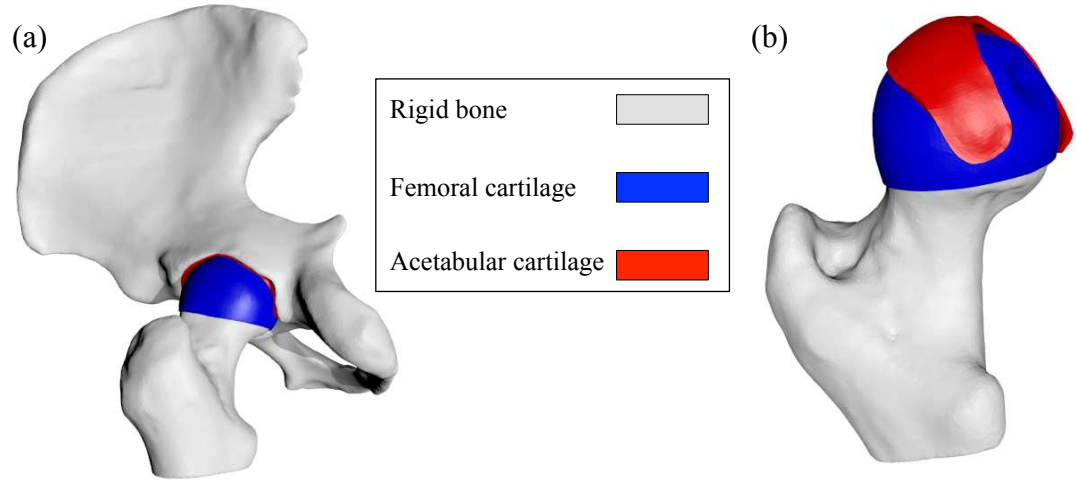 (a)
Rigid bone
Femoral cartilage
Acetabular cartilage
(b)